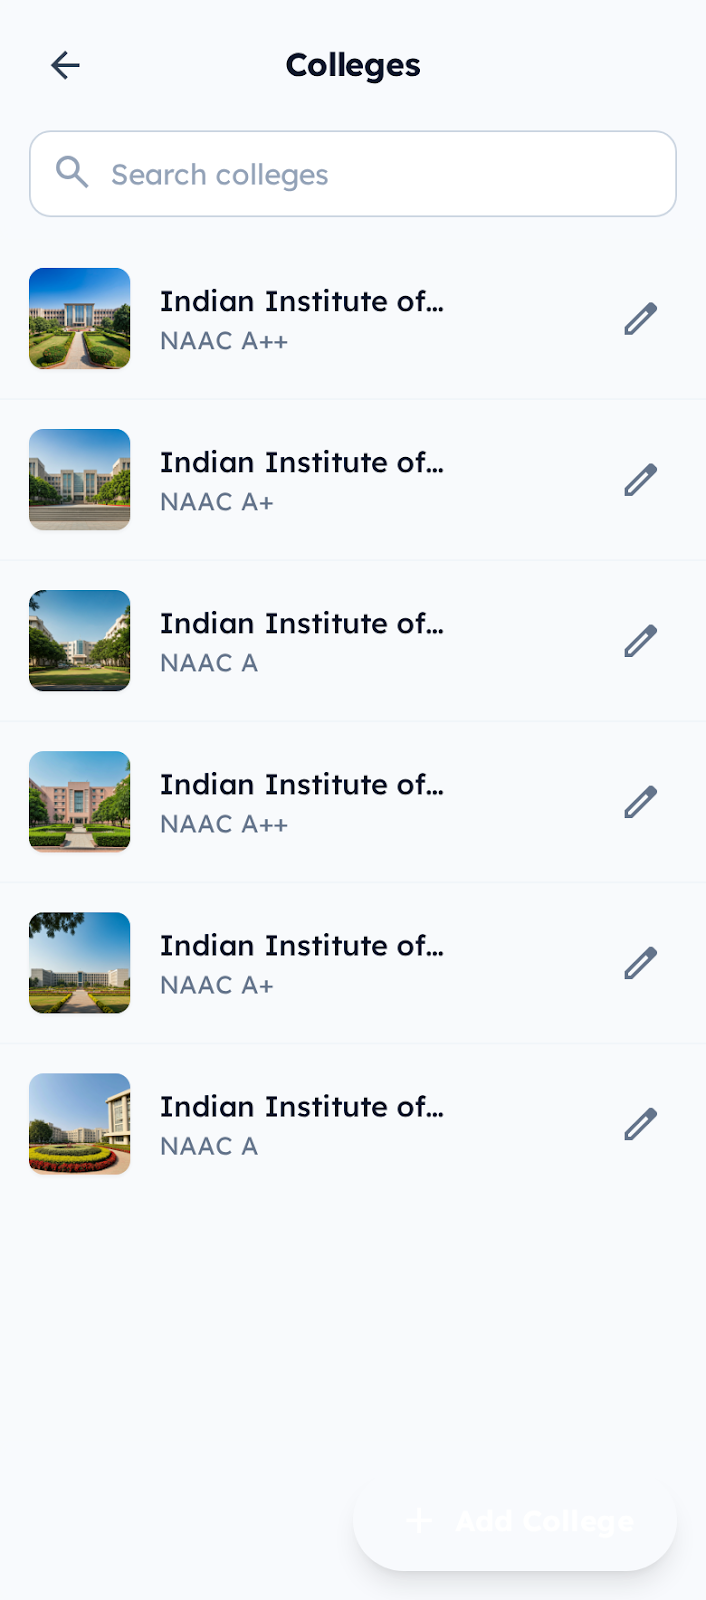 Colleges
Search colleges
Indian Institute of...
NAAC A++
Indian Institute of...
NAAC A+
Indian Institute of...
NAAC A
Indian Institute of...
NAAC A++
Indian Institute of...
NAAC A+
Indian Institute of...
NAAC A
+ Add College